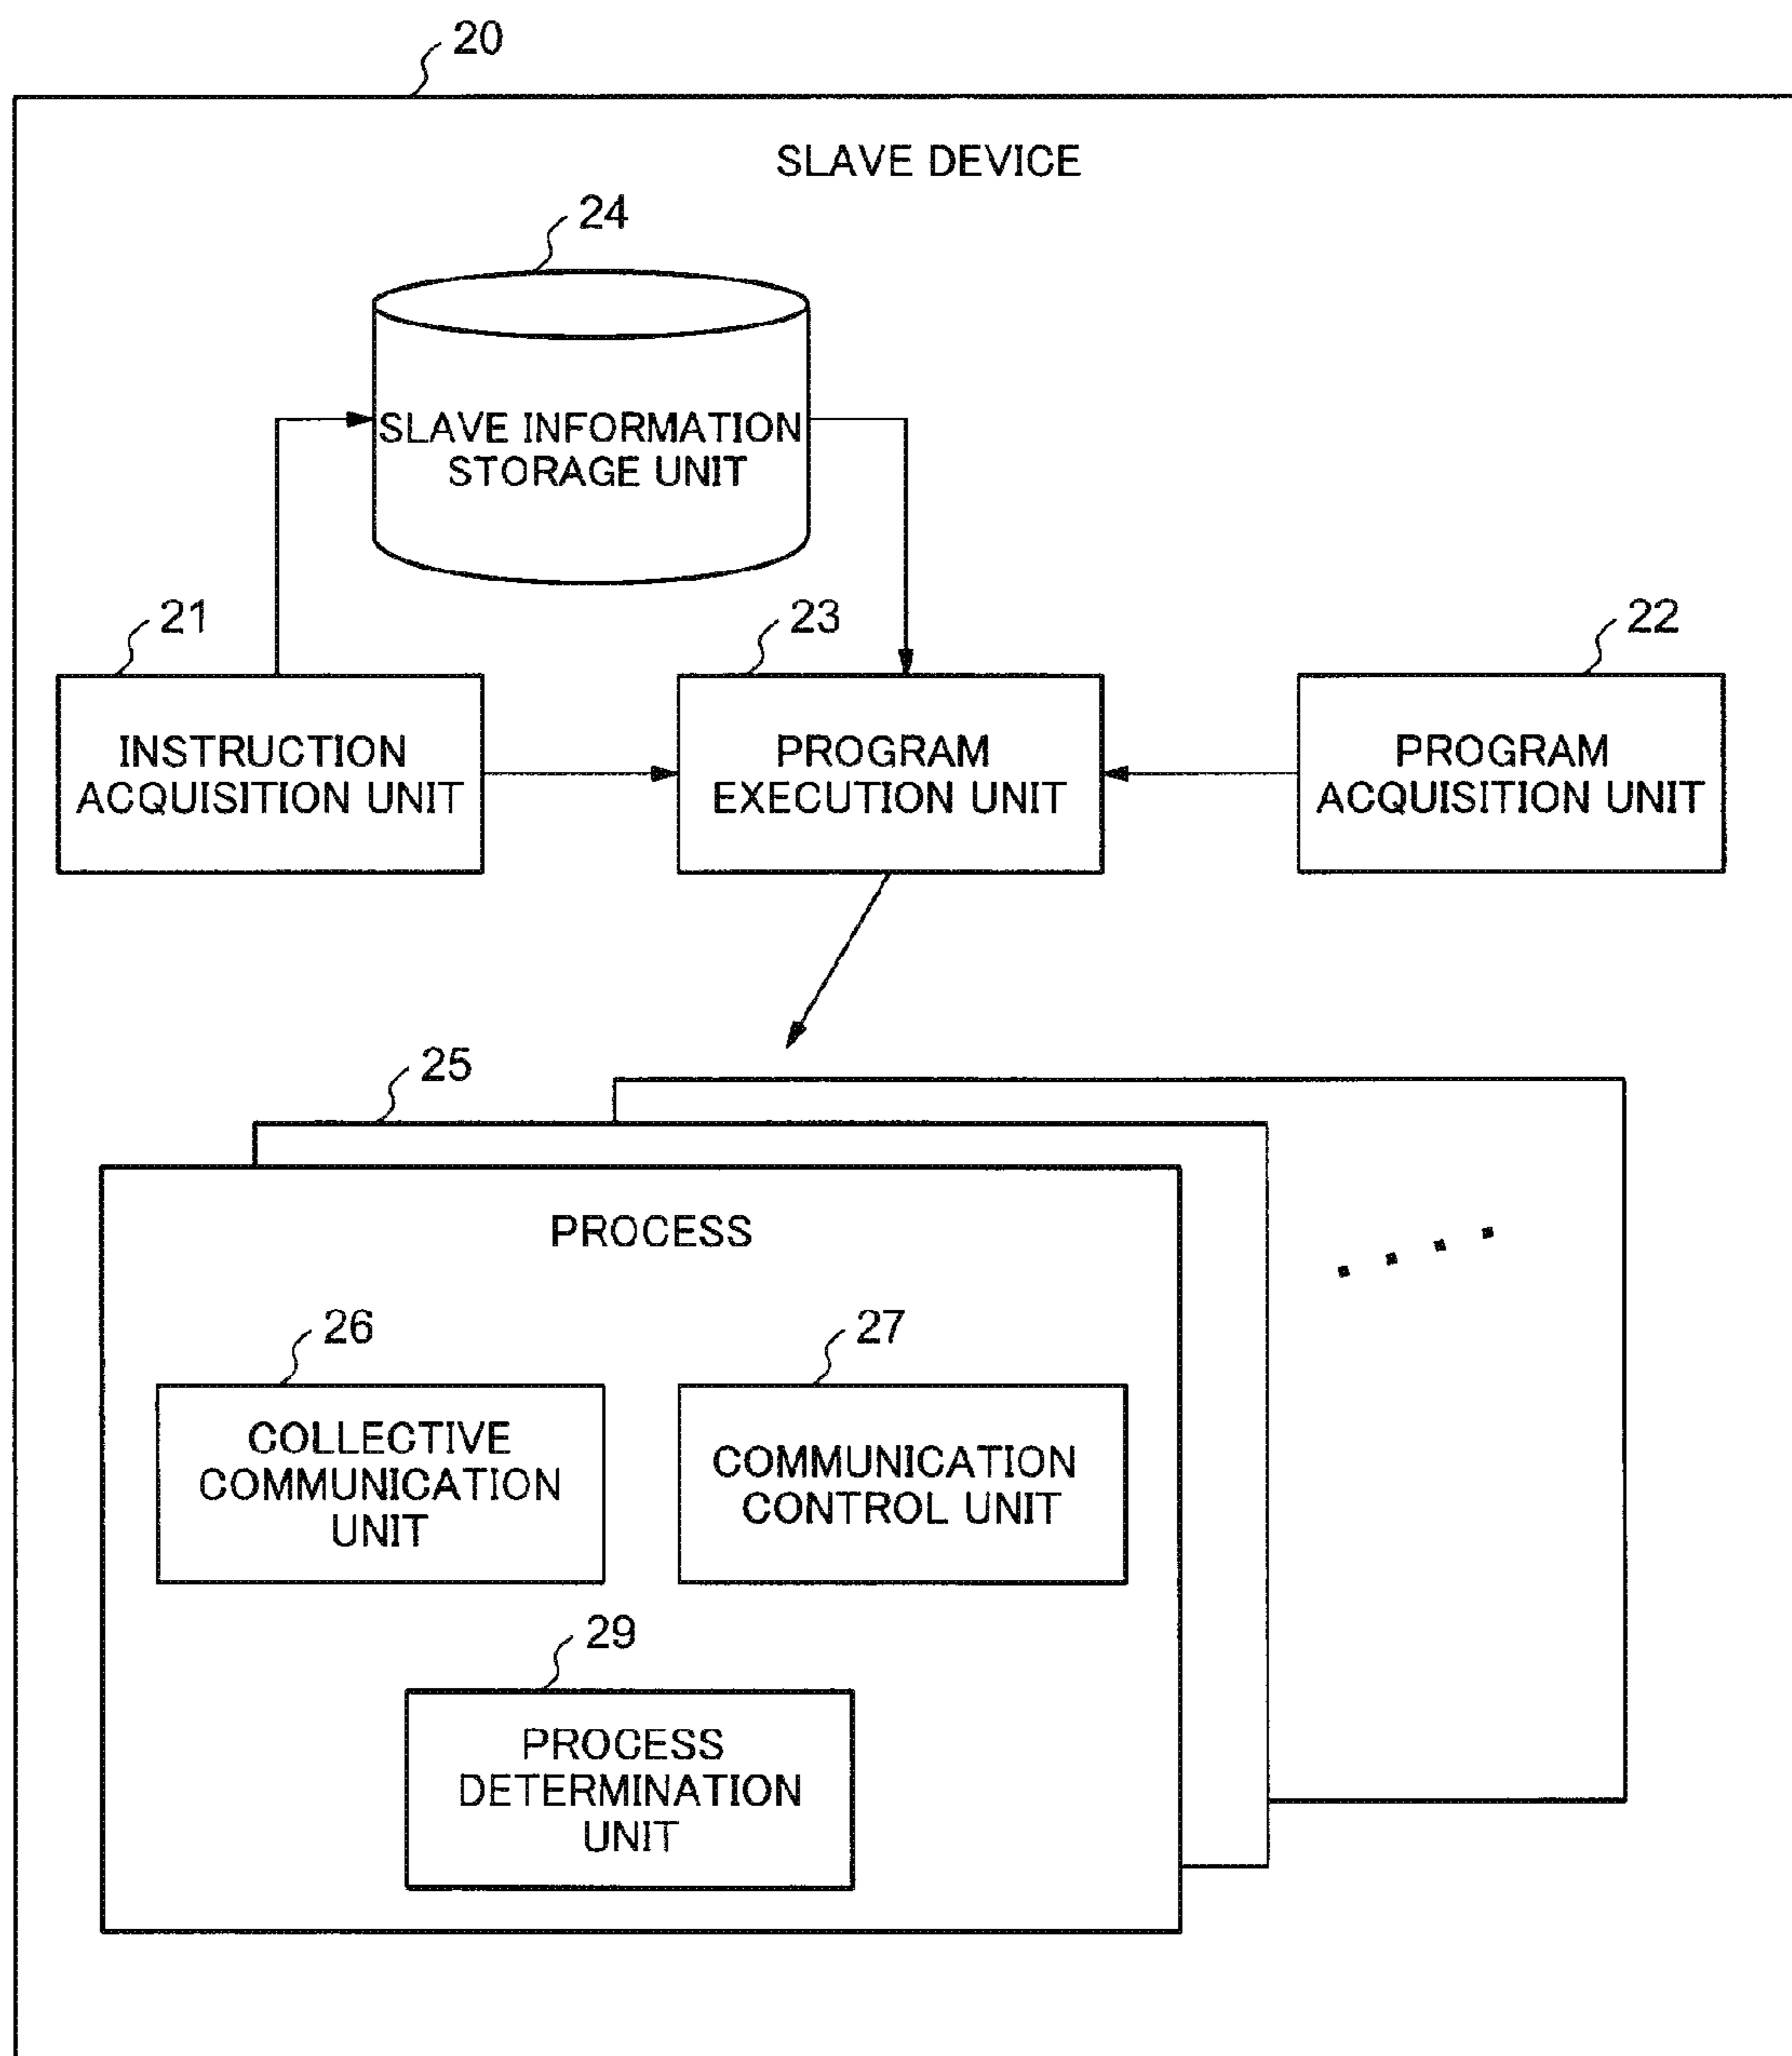 20
SLAVE DEVICE
24
SLAVE INFORMATION
STORAGE UNIT
21
23
22
INSTRUCTION
ACQUISITION UNIT
PROGRAM
EXECUTION UNIT
PROGRAM
ACQUISITION UNIT
25
PROCESS
26
27
COLLECTIVE
COMMUNICATION
UNIT
COMMUNICATION
CONTROL UNIT
29
PROCESS
DETERMINATION
UNIT